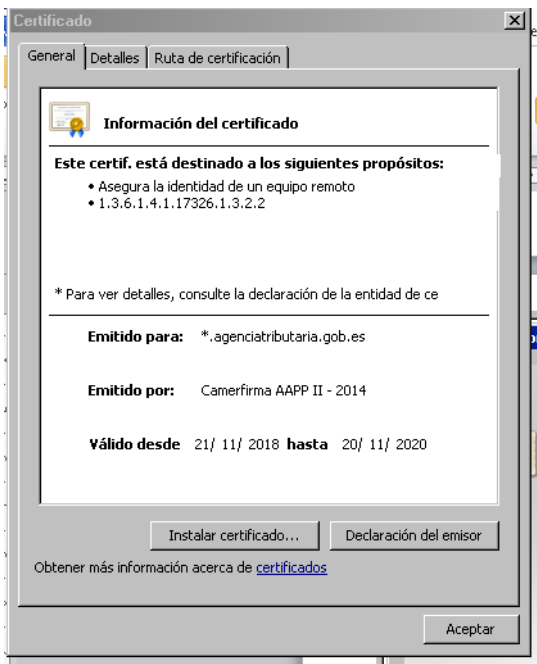 Certificado
General Detalles Ruta de certificación
Información del certificado
Este certif. está destinado a los siguientes propósitos:
• Asegura la identidad de un equipo remoto
• 1.3.6.1.4.1.17326.1.3.2.2
* Para ver detalles, consulte la declaración de la entidad de ce
Emitido para: *.agenciatributaria.gob.es
Emitido por: Camerfirma AAPP II - 2014
Válido desde 21/ 11/ 2018 hasta 20/ 11/ 2020
Instalar certificado... Declaración del emisor
Obtener más información acerca de certificados
Aceptar